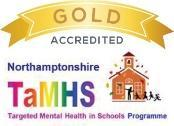 GOLD
ACCREDITED
Northamptonshire
TaMHS
Targeted Mental Health in Schools Programme